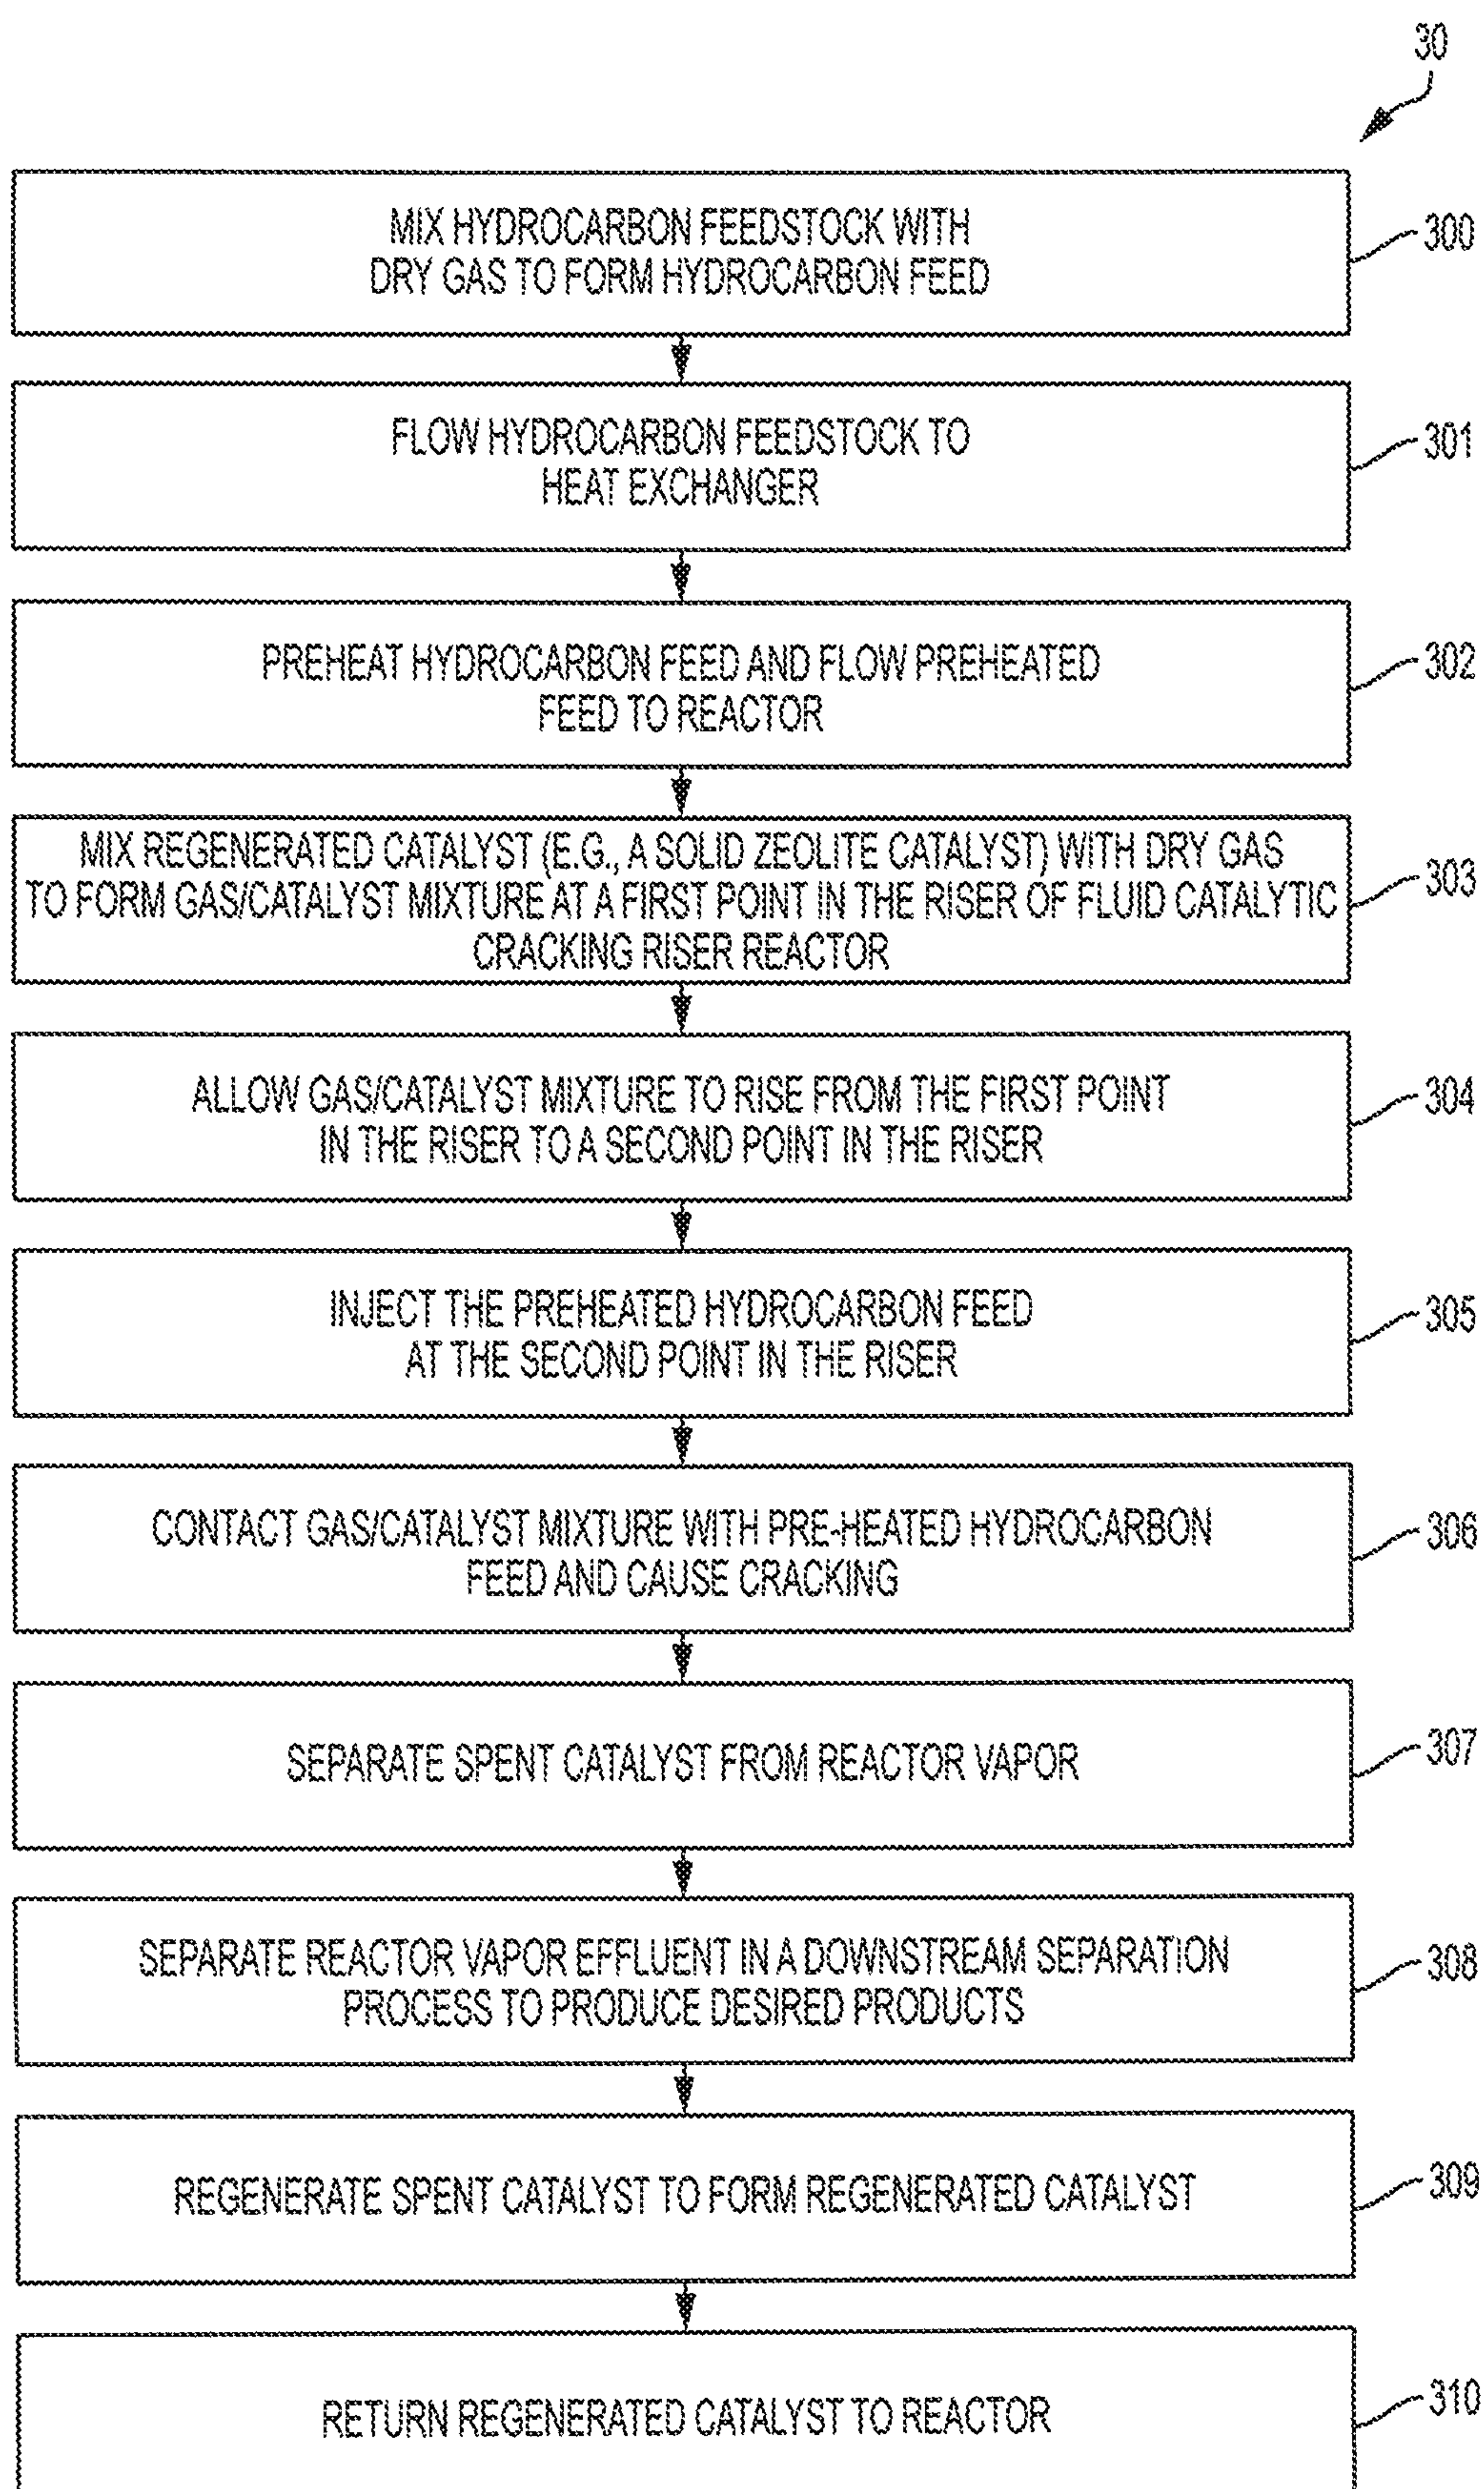 30
MIX HYDROCARBON FEEDSTOCK WITH
DRY GAS TO FORM HYDROCARBON FEED
300
FLOW HYDROCARBON FEEDSTOCK TO
HEAT EXCHANGER
301
PREHEAT HYDROCARBON FEED AND FLOW PREHEATED
FEED TO REACTOR
302
MIX REGENERATED CATALYST (E.G., A SOLID ZEOLITE CATALYST) WITH DRY GAS
TO FORM GAS/CATALYST MIXTURE AT A FIRST POINT IN THE RISER OF FLUID CATALYTIC
CRACKING RISER REACTOR
303
ALLOW GAS/CATALYST MIXTURE TO RISE FROM THE FIRST POINT
IN THE RISER TO A SECOND POINT IN THE RISER
304
INJECT THE PREHEATED HYDROCARBON FEED
AT THE SECOND POINT IN THE RISER
305
CONTACT GAS/CATALYST MIXTURE WITH PRE-HEATED HYDROCARBON
FEED AND CAUSE CRACKING
306
SEPARATE SPENT CATALYST FROM REACTOR VAPOR
307
SEPARATE REACTOR VAPOR EFFLUENT IN A DOWNSTREAM SEPARATION
PROCESS TO PRODUCE DESIRED PRODUCTS
308
REGENERATE SPENT CATALYST TO FORM REGENERATED CATALYST
309
RETURN REGENERATED CATALYST TO REACTOR
310